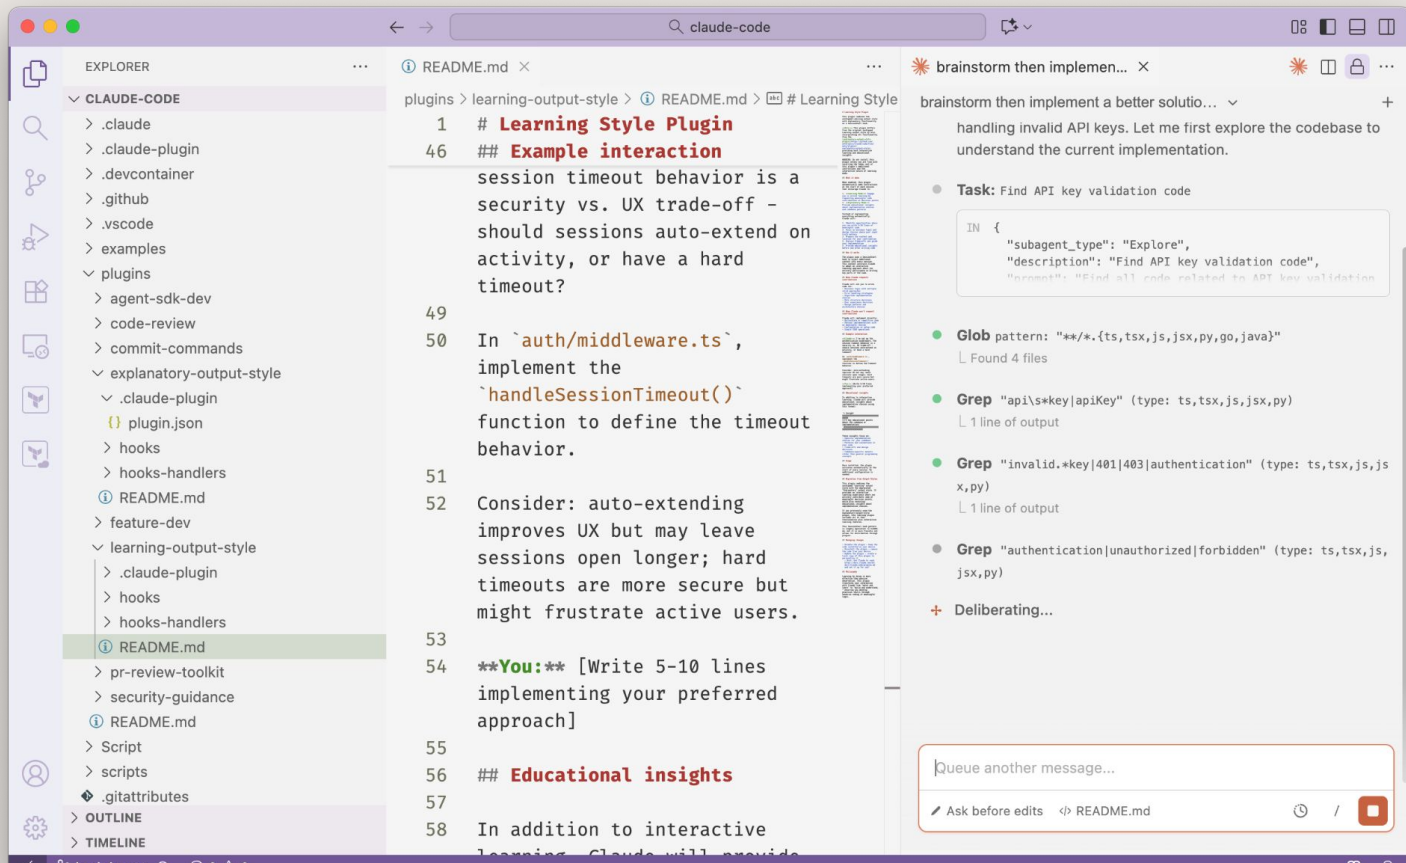 claude-code
EXPLORER
CLAUDE-CODE
.claude
.claude-plugin
.devcontainer
.github
.vscode
examples
plugins
agent-sdk-dev
code-review
commit-commands
explanatory-output-style
.claude-plugin
{} plugin.json
hooks
hooks-handlers
README.md
feature-dev
learning-output-style
.claude-plugin
hooks
hooks-handlers
README.md
pr-review-toolkit
security-guidance
README.md
Script
scripts
.gitattributes
OUTLINE
TIMELINE
README.md
plugins > learning-output-style > README.md > # Learning Style
1 # Learning Style Plugin
46 ## Example interaction
session timeout behavior is a
security vs. UX trade-off -
should sessions auto-extend on
activity, or have a hard
timeout?
49
50 In `auth/middleware.ts`,
implement the
`handleSessionTimeout()`
function to define the timeout
behavior.
51
52 Consider: auto-extending
improves UX but may leave
sessions open longer; hard
timeouts are more secure but
might frustrate active users.
53
54 **You:** [Write 5-10 lines
implementing your preferred
approach]
55
56 ## Educational insights
57
58 In addition to interactive
learning, Claude will provide
brainstorm then implemen...
brainstorm then implement a better solutio...
handling invalid API keys. Let me first explore the codebase to
understand the current implementation.
Task: Find API key validation code
IN {
"subagent_type": "Explore",
"description": "Find API key validation code",
"prompt": "Find all code related to API key validation
Glob pattern: "**/*.{ts,tsx,js,jsx,py,go,java}"
Found 4 files
Grep "api\s*key|apiKey" (type: ts,tsx,js,jsx,py)
1 line of output
Grep "invalid.*key|401|403|authentication" (type: ts,tsx,js,js
x,py)
1 line of output
Grep "authentication|unauthorized|forbidden" (type: ts,tsx,js,
jsx,py)
Deliberating...
Queue another message...
Ask before edits </> README.md /